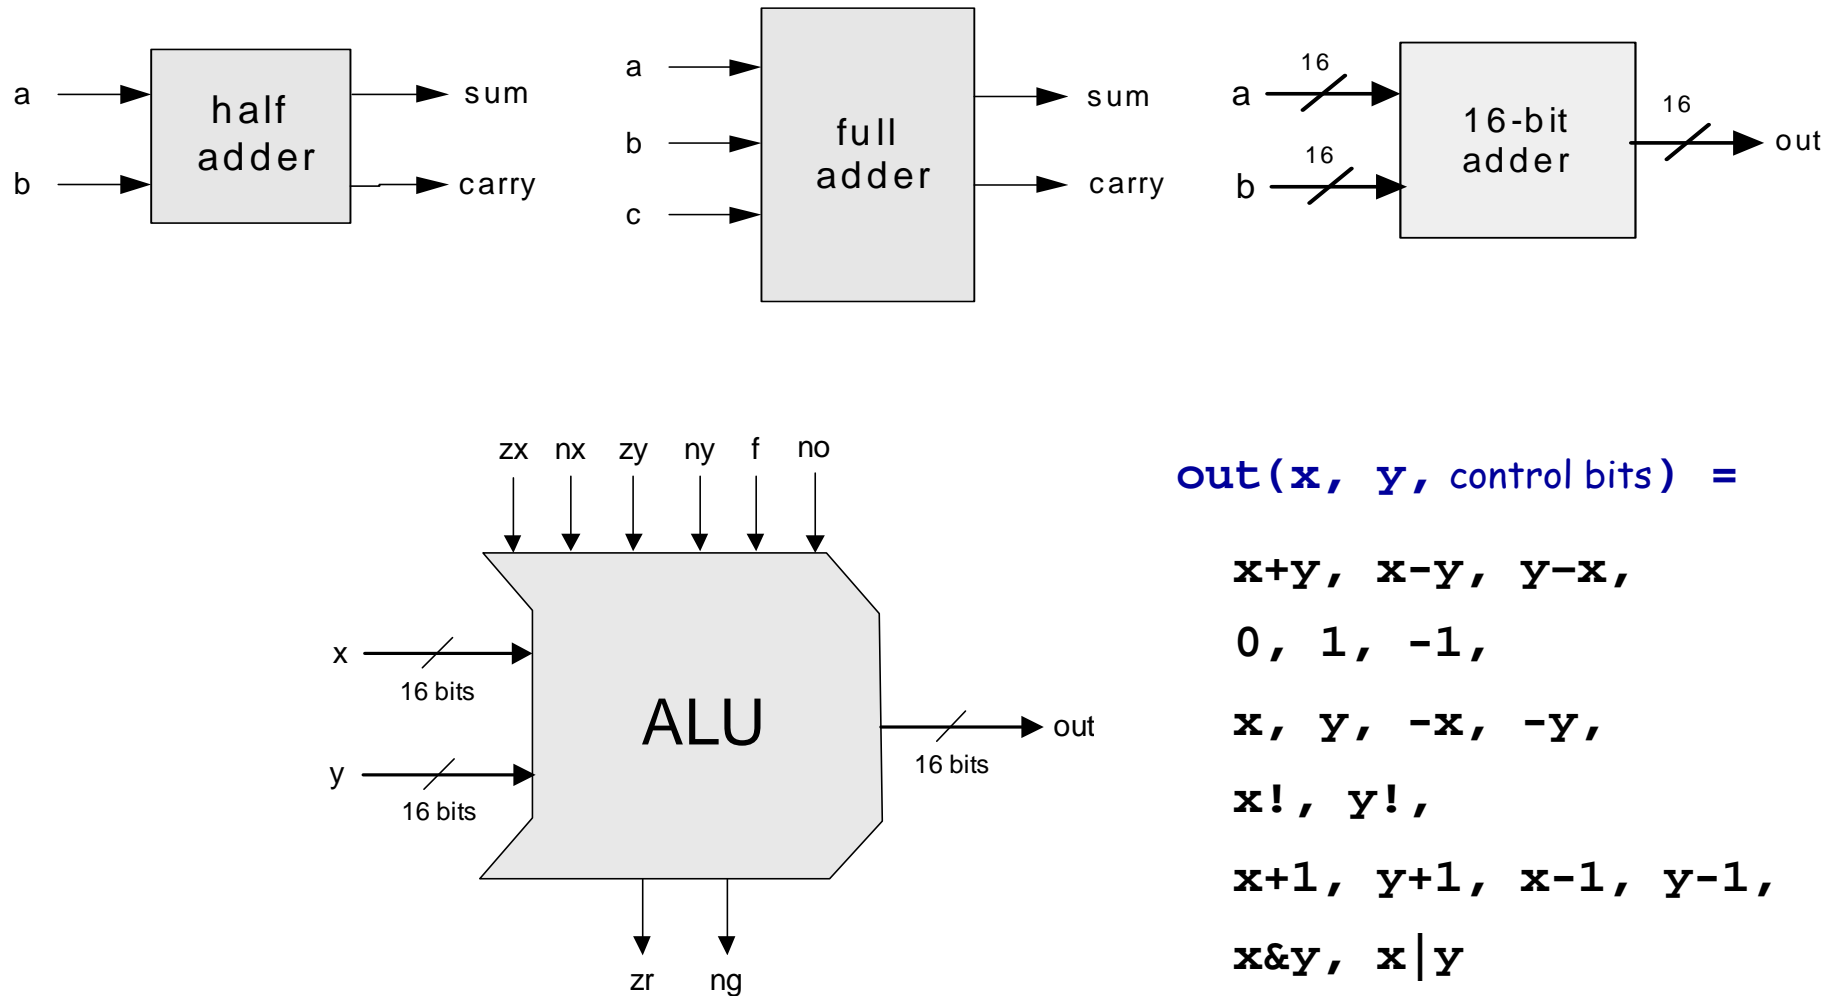 a
b
half
adder
sum
carry
a
b
c
full
adder
sum
carry
16
a
16
b
16-bit
adder
16
out
zx nx zy ny f no
x
16 bits
y
16 bits
ALU
out
16 bits
zr ng
out(x, y, control bits) =
x+y, x-y, y–x,
0, 1, -1,
x, y, -x, -y,
x!, y!,
x+1, y+1, x-1, y-1,
x&y, x|y